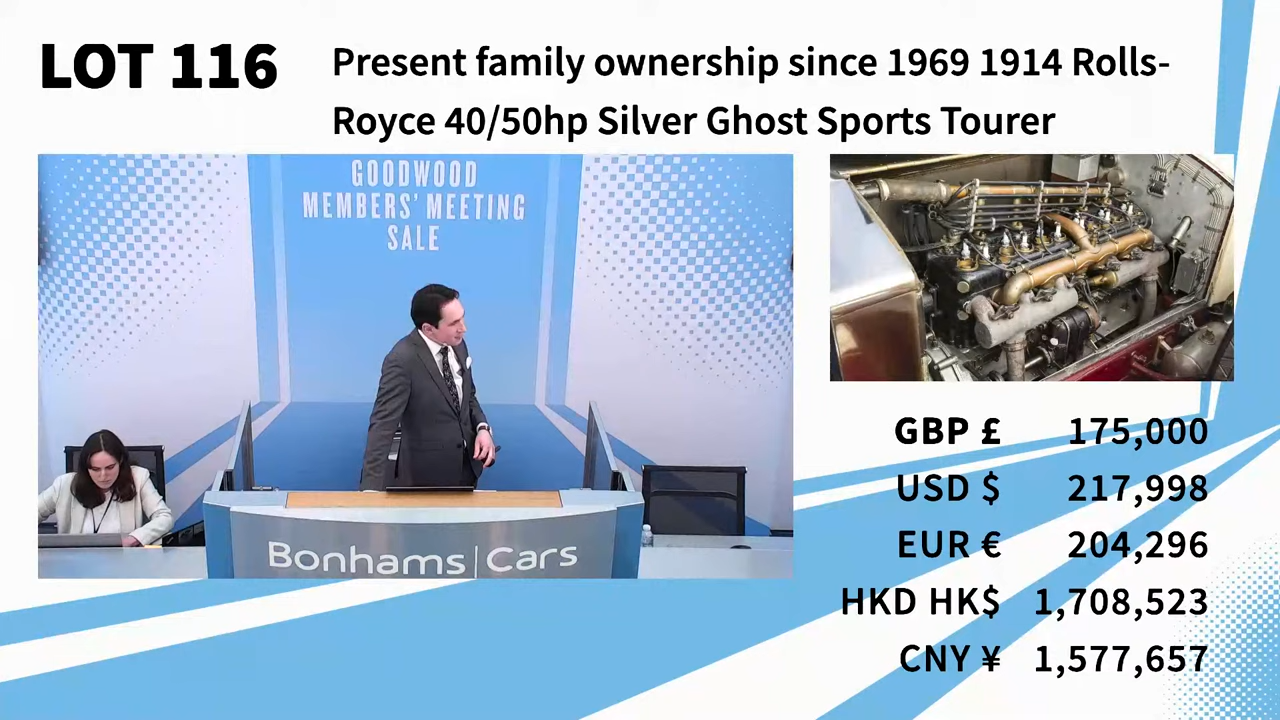 LOT 116
Present family ownership since 1969 1914 Rolls-
Royce 40/50hp Silver Ghost Sports Tourer
GOODWOOD
MEMBERS' MEETING
SALE
Bonhams|Cars
GBP £ 175,000
USD $ 217,998
EUR € 204,296
HKD HK$ 1,708,523
CNY ¥ 1,577,657